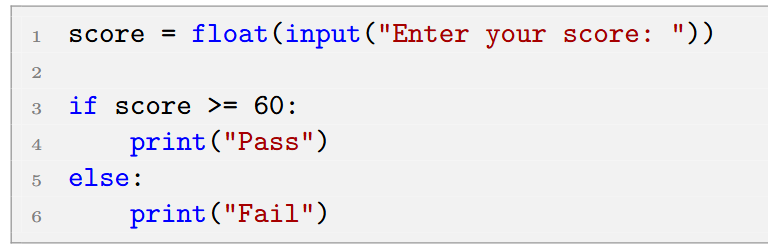 1 score = float(input("Enter your score: "))
2
3 if score >= 60:
4     print("Pass")
5 else:
6     print("Fail")